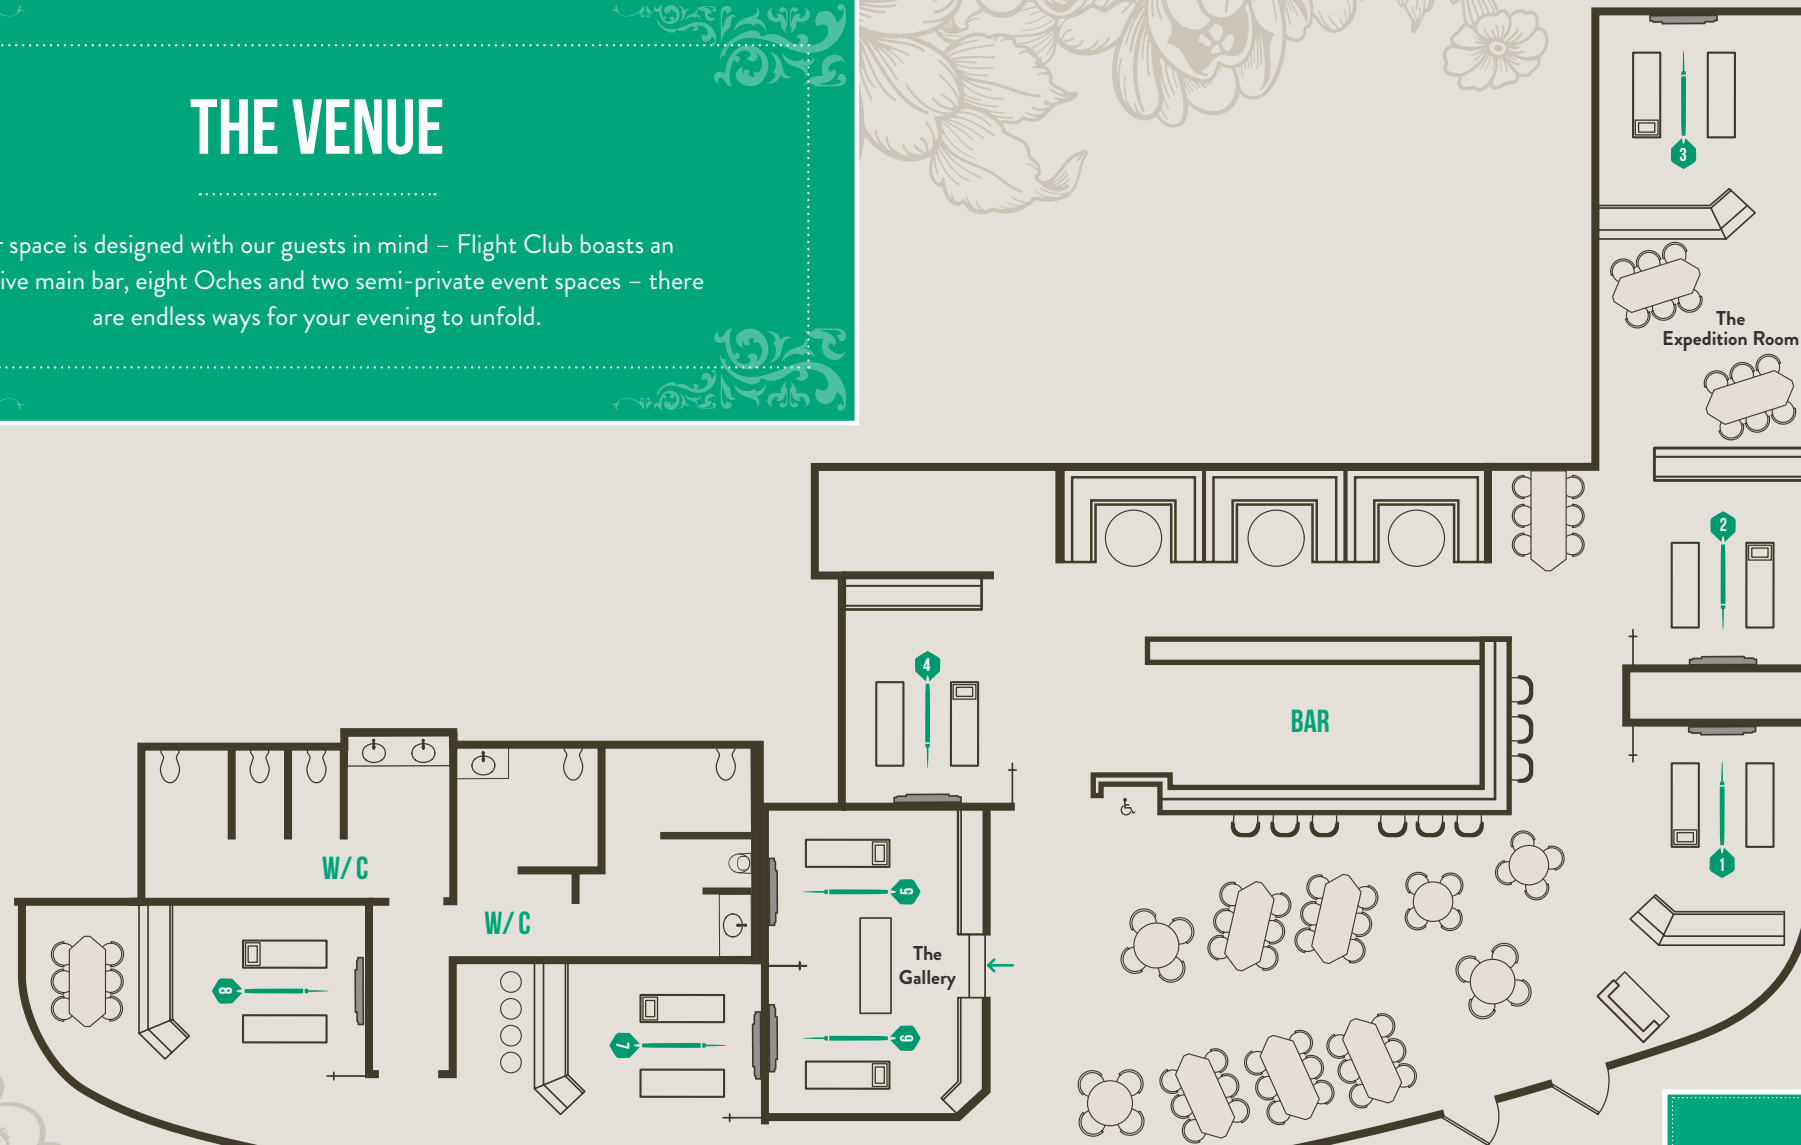 THE VENUE
space is designed with our guests in mind – Flight Club boasts an
main bar, eight Oches and two semi-private event spaces – there
are endless ways for your evening to unfold.
3
The
Expedition Room
2
4
BAR
1
W/C
5
W/C
The
Gallery
8
6
7